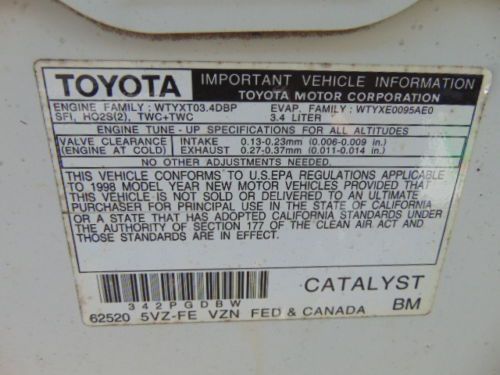 TOYOTA
IMPORTANT VEHICLE INFORMATION
TOYOTA MOTOR CORPORATION
ENGINE FAMILY : WTYXT03.4DBP EVAP. FAMILY : WTYXE0095AE0
SFI, HO2S(2), TWC+TWC 3.4 LITER
ENGINE TUNE - UP SPECIFICATIONS FOR ALL ALTITUDES
VALVE CLEARANCE INTAKE 0.13-0.23mm (0.006-0.009 in.)
(ENGINE AT COLD) EXHAUST 0.27-0.37mm (0.011-0.014 in.)
NO OTHER ADJUSTMENTS NEEDED.
THIS VEHICLE CONFORMS TO U.S.EPA REGULATIONS APPLICABLE
TO 1998 MODEL YEAR NEW MOTOR VEHICLES PROVIDED THAT
THIS VEHICLE IS NOT SOLD OR DELIVERED TO AN ULTIMATE
PURCHASER FOR PRINCIPAL USE IN THE STATE OF CALIFORNIA
OR A STATE THAT HAS ADOPTED CALIFORNIA STANDARDS UNDER
THE AUTHORITY OF SECTION 177 OF THE CLEAN AIR ACT AND
THOSE STANDARDS ARE IN EFFECT.
CATALYST
342PGDBW
62520 5VZ-FE VZN FED & CANADA BM